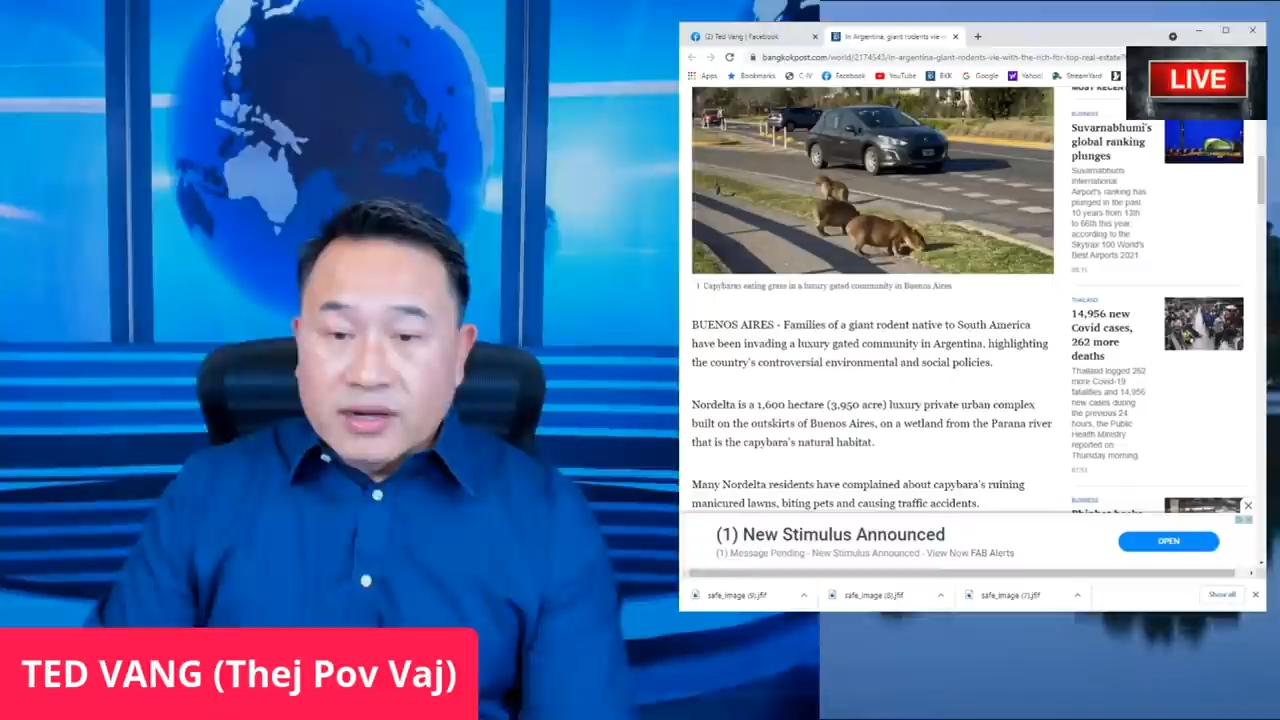 (2) Ted Vang | Facebook
In Argentina, giant rodents vie
bangkokpost.com/world/2174543/in-argentina-giant-rodents-vie-with-the-rich-for-top-real-estate?
Apps Bookmarks C-IV Facebook YouTube BKK Google Yahoo! StreamYard
LIVE
MOST RECENT
Capybaras eating grass in a luxury gated community in Buenos Aires
BUENOS AIRES - Families of a giant rodent native to South America
have been invading a luxury gated community in Argentina, highlighting
the country's controversial environmental and social policies.
Nordelta is a 1,600 hectare (3,950 acre) luxury private urban complex
built on the outskirts of Buenos Aires, on a wetland from the Parana river
that is the capybara's natural habitat.
Many Nordelta residents have complained about capybara's ruining
manicured lawns, biting pets and causing traffic accidents.
BUSINESS
Suvarnabhumi's
global ranking
plunges
Suvarnabhumi
International
Airport's ranking has
plunged in the past
10 years from 13th
to 66th this year,
according to the
Skytrax 100 World's
Best Airports 2021
THAILAND
14,956 new
Covid cases,
262 more
deaths
Thailand logged 262
more Covid-19
fatalities and 14,956
new cases during
the previous 24
hours, the Public
Health Ministry
reported on
Thursday morning.
07:53
BUSINESS
(1) New Stimulus Announced
(1) Message Pending - New Stimulus Announced - View Now FAB Alerts
OPEN
safe_image (9).jfif
safe_image (8).jfif
safe_image (7).jfif
Show all
TED VANG (Thej Pov Vaj)